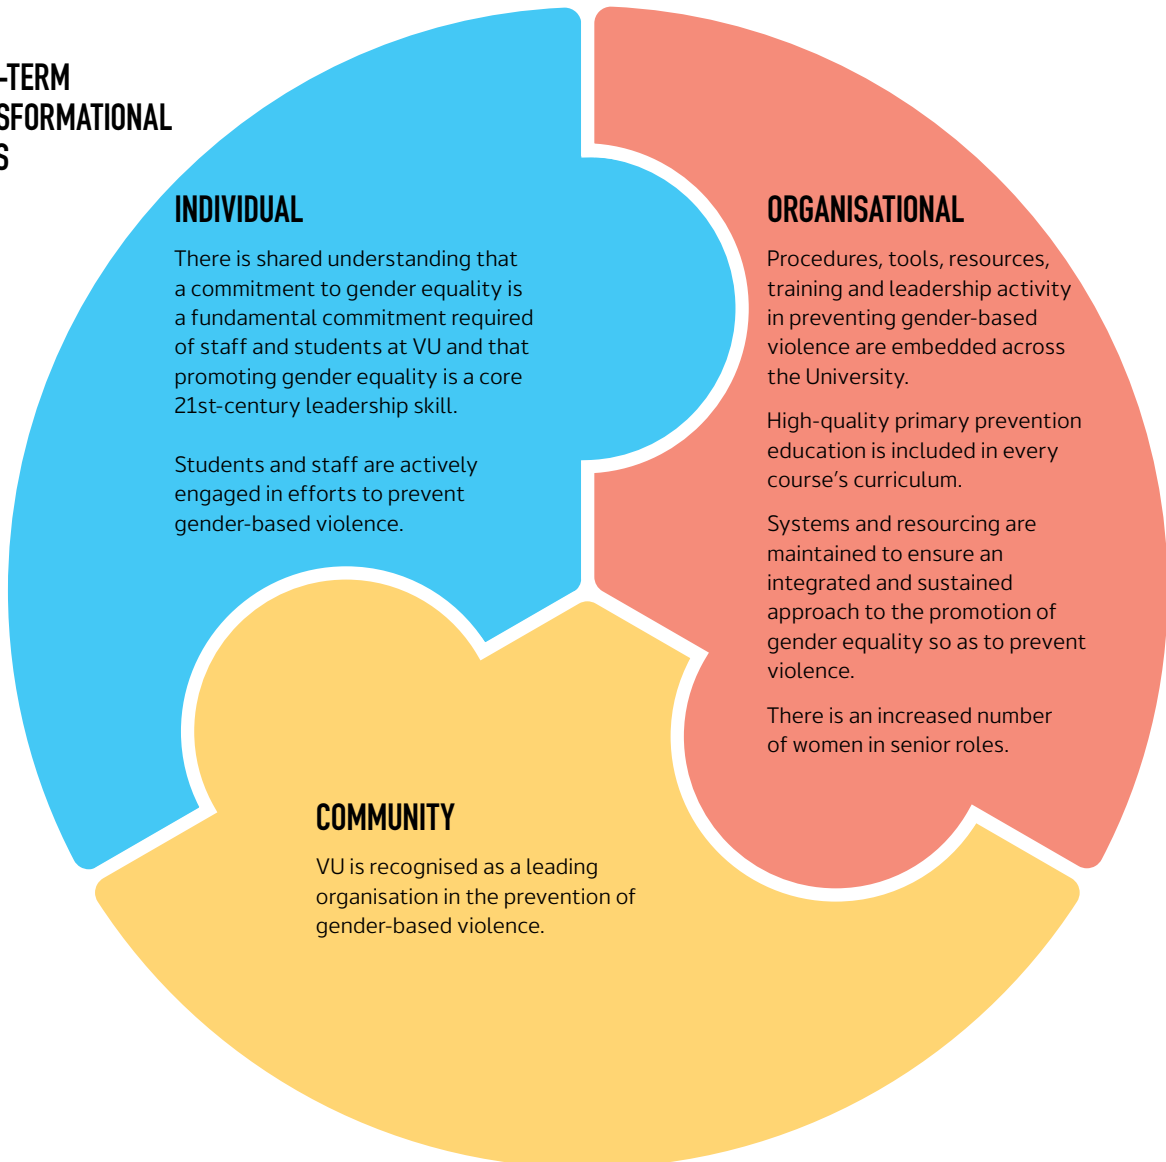 -TERM
SFORMATIONAL
S
INDIVIDUAL
There is shared understanding that
a commitment to gender equality is
a fundamental commitment required
of staff and students at VU and that
promoting gender equality is a core
21st-century leadership skill.
Students and staff are actively
engaged in efforts to prevent
gender-based violence.
ORGANISATIONAL
Procedures, tools, resources,
training and leadership activity
in preventing gender-based
violence are embedded across
the University.
High-quality primary prevention
education is included in every
course’s curriculum.
Systems and resourcing are
maintained to ensure an
integrated and sustained
approach to the promotion of
gender equality so as to prevent
violence.
There is an increased number
of women in senior roles.
COMMUNITY
VU is recognised as a leading
organisation in the prevention of
gender-based violence.